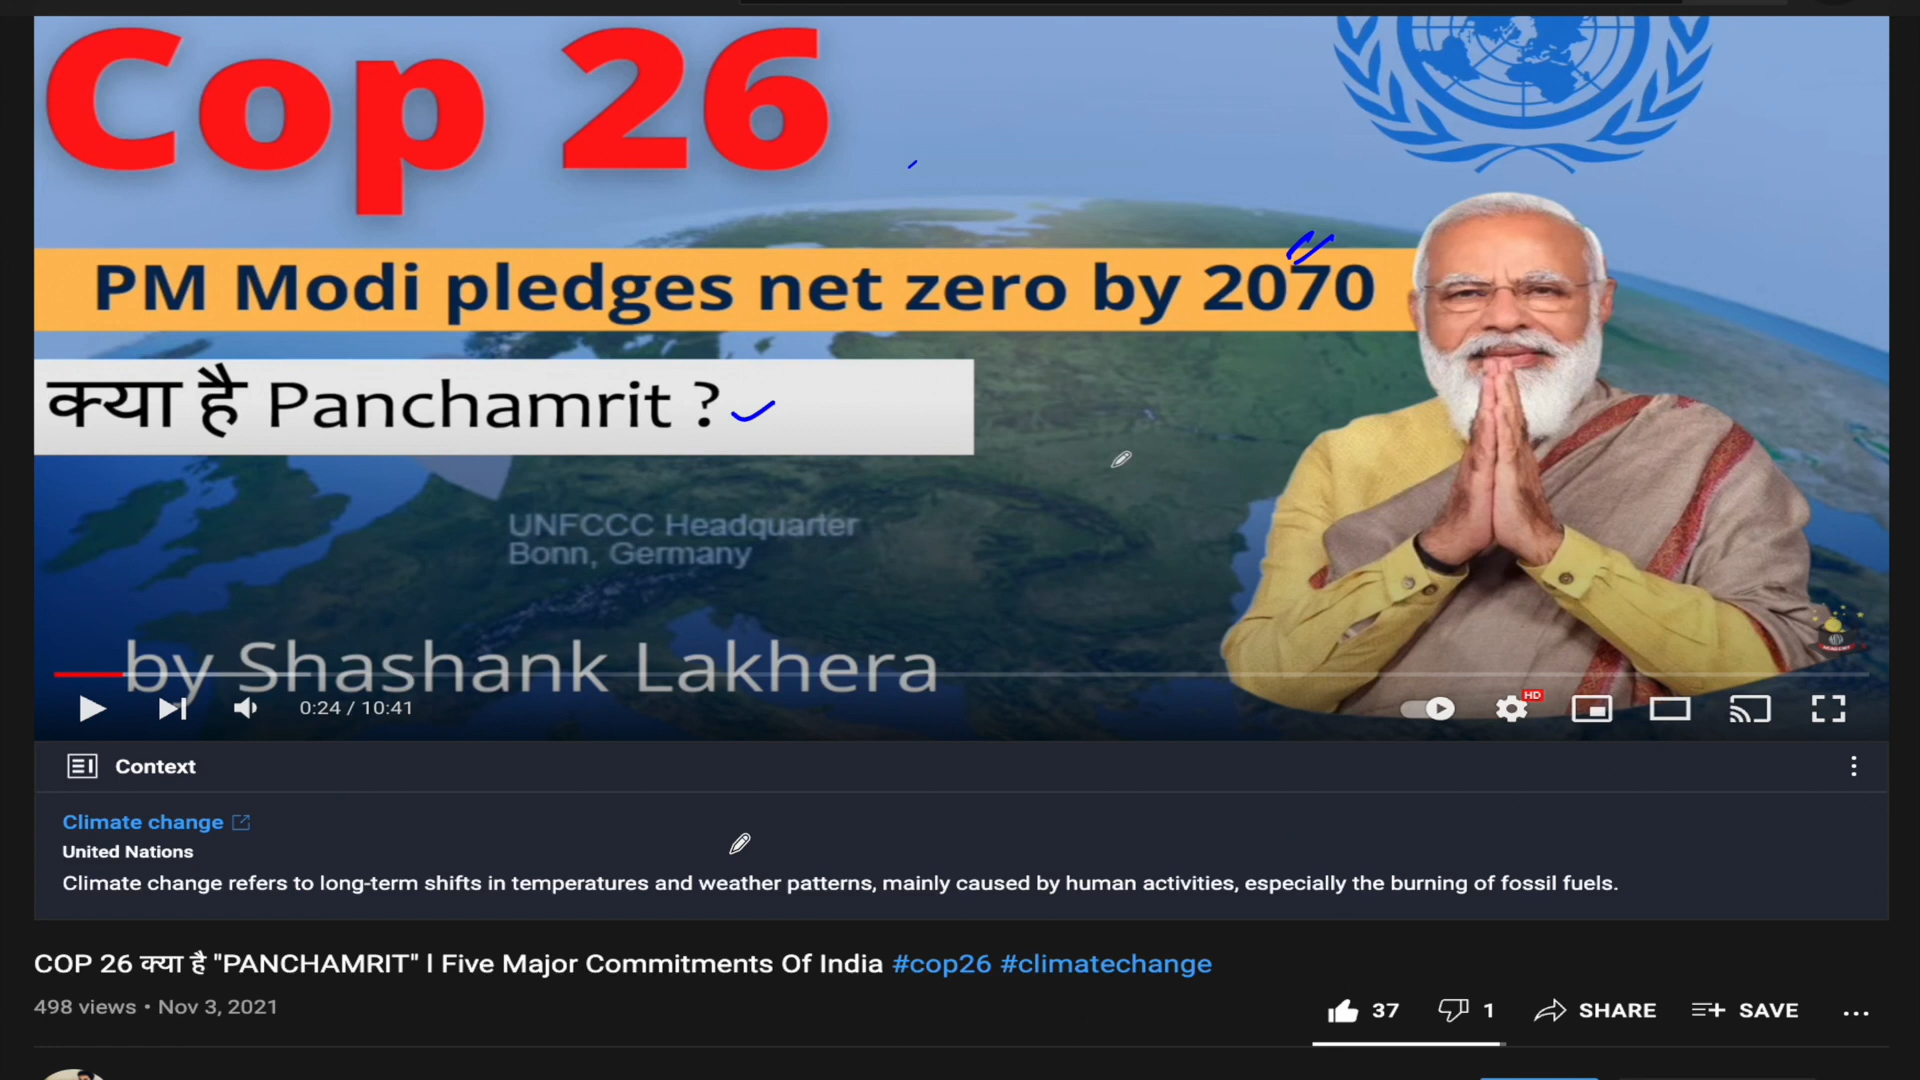 Cop 26
PM Modi pledges net zero by 2070
क्या है Panchamrit ?
UNFCCC Headquarter
Bonn, Germany
by Shashank Lakhera
0:24 / 10:41
HD
Context
Climate change
United Nations
Climate change refers to long-term shifts in temperatures and weather patterns, mainly caused by human activities, especially the burning of fossil fuels.
COP 26 क्या है "PANCHAMRIT" l Five Major Commitments Of India #cop26 #climatechange
498 views • Nov 3, 2021
37 1 SHARE SAVE ...